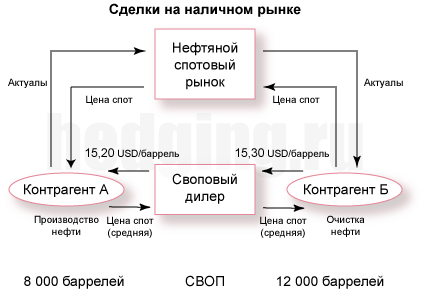 Сделки на наличном рынке
Нефтяной
спотовый
рынок
Актуалы
Актуалы
Цена спот
Цена спот
hedging.ru
15,20 USD/баррель
15,30 USD/баррель
Контрагент А
Своповый
дилер
Контрагент Б
Производство
нефти
Цена спот
(средняя)
Цена спот
(средняя)
Очистка
нефти
8 000 баррелей
СВОП
12 000 баррелей